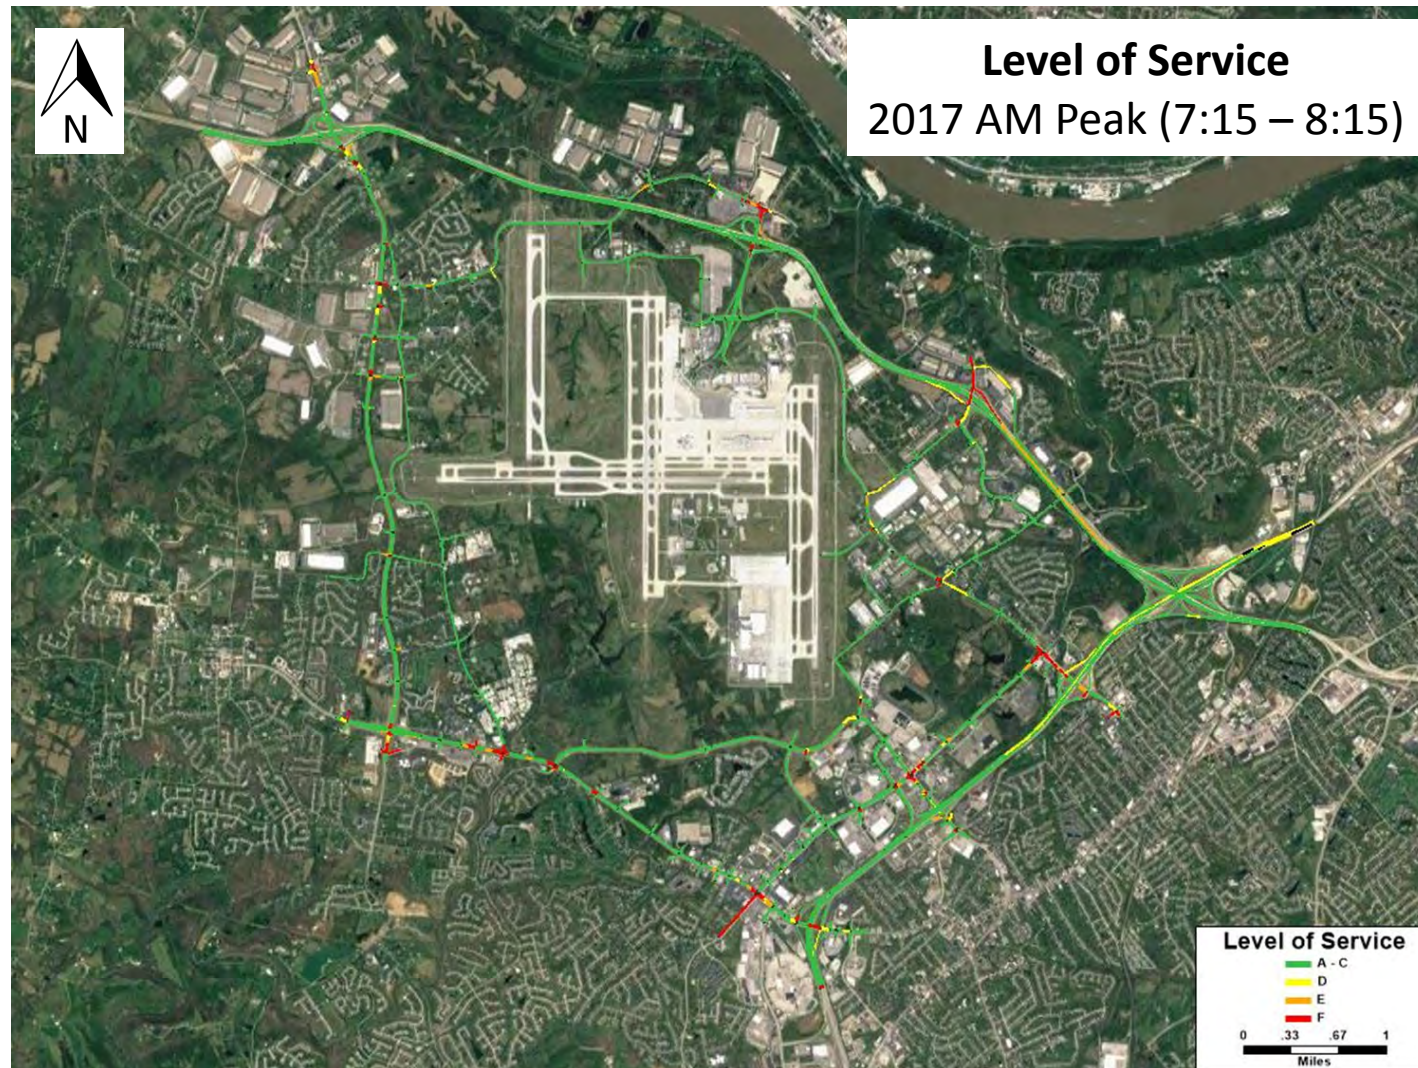 N
Level of Service
2017 AM Peak (7:15 – 8:15)
Level of Service
A - C
D
E
F
0 .33 .67 1
Miles